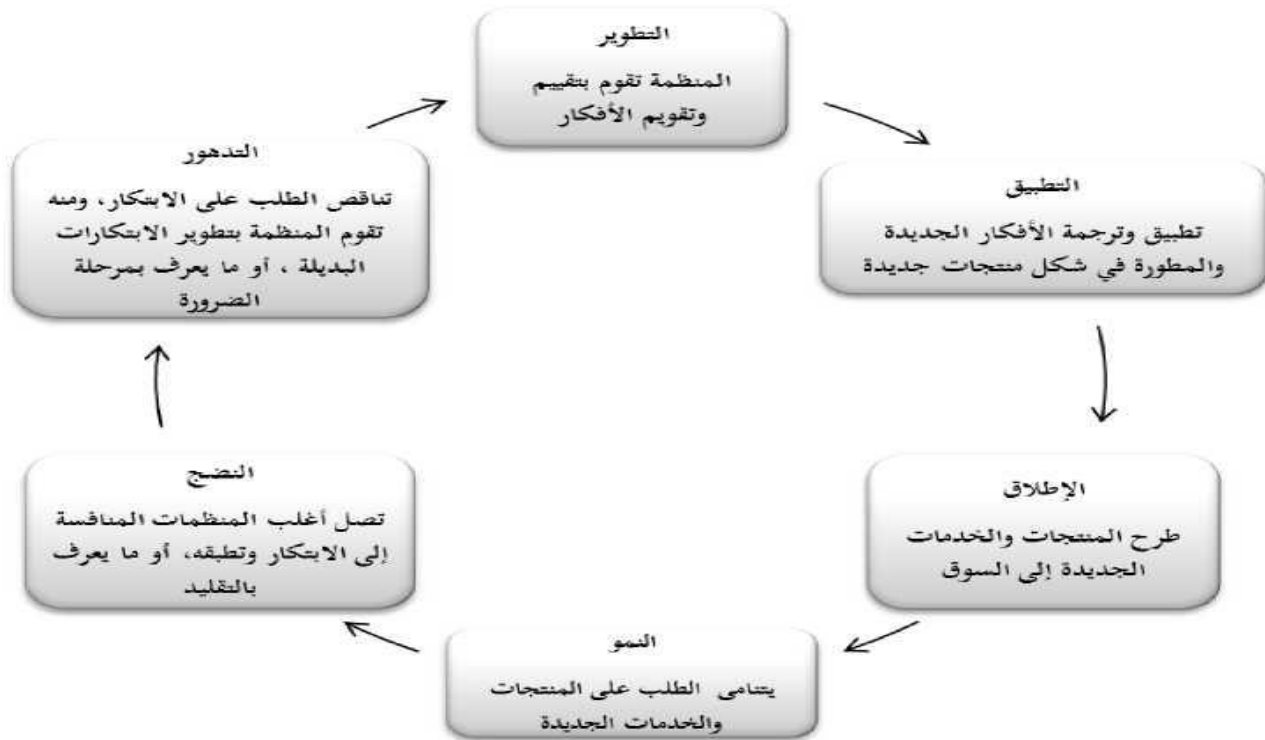 التطوير
المنظمة تقوم بتقييم
وتقويم الأفكار
التطبيق
تطبيق وترجمة الأفكار الجديدة
والمطورة في شكل منتجات جديدة
الإطلاق
طرح المنتجات والخدمات
الجديدة إلى السوق
النمو
يتنامى الطلب على المنتجات
والخدمات الجديدة
النضج
تصل أغلب المنظمات المنافسة
إلى الابتكار وتطبقه، أو ما يعرف
بالتقليد
التدهور
تناقص الطلب على الابتكار، ومنه
تقوم المنظمة بتطوير الابتكارات
البديلة ، أو ما يعرف بمرحلة
الضرورة